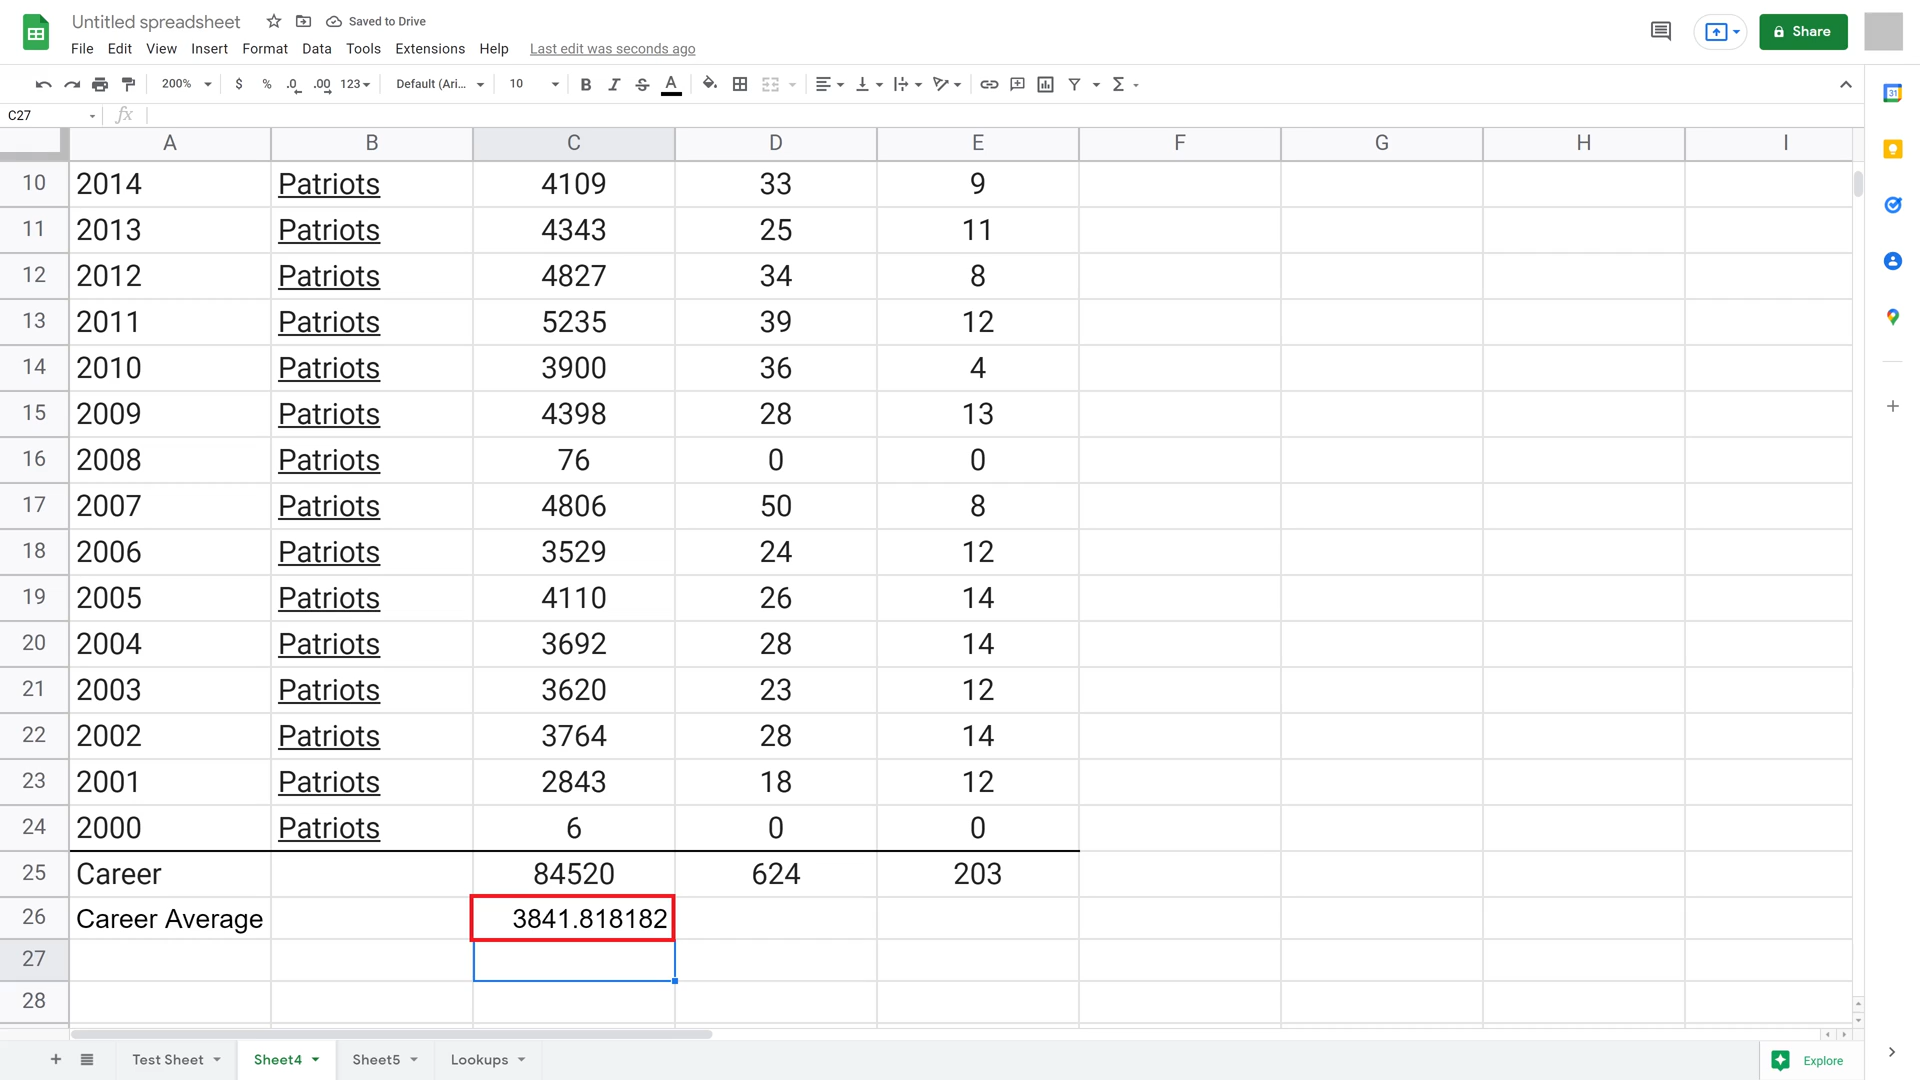 Untitled spreadsheet Saved to Drive
File Edit View Insert Format Data Tools Extensions Help Last edit was seconds ago
Share
200% $ % .0 .00 123 Default (Ari... 10 B I S A Σ
31
C27 fx
A B C D E F G H I
10 2014 Patriots 4109 33 9
11 2013 Patriots 4343 25 11
12 2012 Patriots 4827 34 8
13 2011 Patriots 5235 39 12
14 2010 Patriots 3900 36 4
15 2009 Patriots 4398 28 13
16 2008 Patriots 76 0 0
17 2007 Patriots 4806 50 8
18 2006 Patriots 3529 24 12
19 2005 Patriots 4110 26 14
20 2004 Patriots 3692 28 14
21 2003 Patriots 3620 23 12
22 2002 Patriots 3764 28 14
23 2001 Patriots 2843 18 12
24 2000 Patriots 6 0 0
25 Career 84520 624 203
26 Career Average 3841.818182
27
28
Test Sheet Sheet4 Sheet5 Lookups Explore